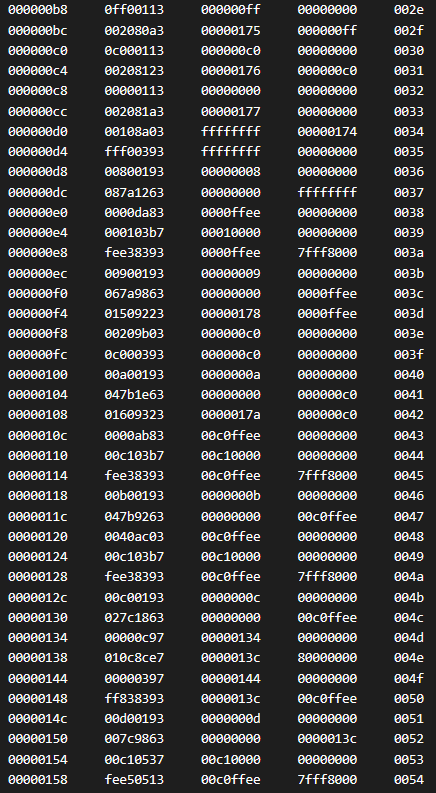 000000b8 0ff00113 000000ff 00000000 002e
000000bc 002080a3 00000175 000000ff 002f
000000c0 0c000113 000000c0 00000000 0030
000000c4 00208123 00000176 000000c0 0031
000000c8 00000113 00000000 00000000 0032
000000cc 002081a3 00000177 00000000 0033
000000d0 00108a03 ffffffff 00000174 0034
000000d4 fff00393 ffffffff 00000000 0035
000000d8 00800193 00000008 00000000 0036
000000dc 087a1263 00000000 ffffffff 0037
000000e0 0000da83 0000ffee 00000000 0038
000000e4 000103b7 00010000 00000000 0039
000000e8 fee38393 0000ffee 7fff8000 003a
000000ec 00900193 00000009 00000000 003b
000000f0 067a9863 00000000 0000ffee 003c
000000f4 01509223 00000178 0000ffee 003d
000000f8 00209b03 000000c0 00000000 003e
000000fc 0c000393 000000c0 00000000 003f
00000100 00a00193 0000000a 00000000 0040
00000104 047b1e63 00000000 000000c0 0041
00000108 01609323 0000017a 000000c0 0042
0000010c 0000ab83 00c0ffee 00000000 0043
00000110 00c103b7 00c10000 00000000 0044
00000114 fee38393 00c0ffee 7fff8000 0045
00000118 00b00193 0000000b 00000000 0046
0000011c 047b9263 00000000 00c0ffee 0047
00000120 0040ac03 00c0ffee 00000000 0048
00000124 00c103b7 00c10000 00000000 0049
00000128 fee38393 00c0ffee 7fff8000 004a
0000012c 00c00193 0000000c 00000000 004b
00000130 027c1863 00000000 00c0ffee 004c
00000134 00000c97 00000134 00000000 004d
00000138 010c8ce7 0000013c 80000000 004e
00000144 00000397 00000144 00000000 004f
00000148 ff838393 0000013c 00c0ffee 0050
0000014c 00d00193 0000000d 00000000 0051
00000150 007c9863 00000000 0000013c 0052
00000154 00c10537 00c10000 00000000 0053
00000158 fee50513 00c0ffee 7fff8000 0054